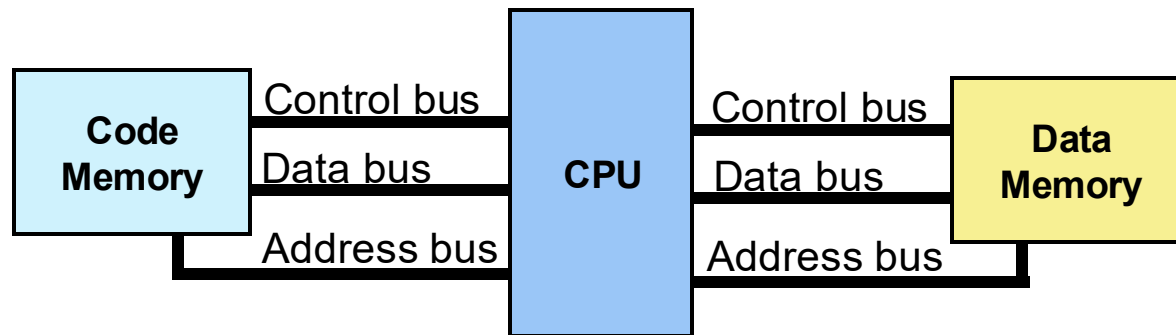 Code
Memory
Control bus
Data bus
Address bus
CPU
Control bus
Data bus
Address bus
Data
Memory